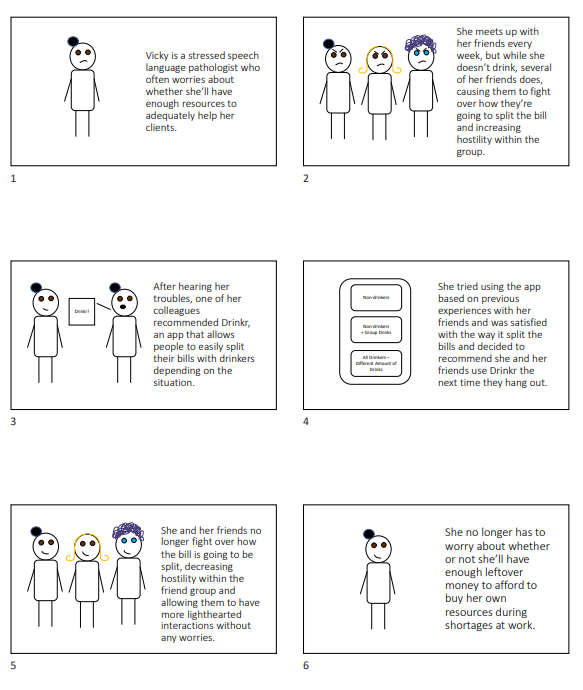 Vicky is a stressed speech
language pathologist who
often worries about
whether she'll have
enough resources to
adequately help her
clients.
1
She meets up with
her friends every
week, but while she
doesn't drink, several
of her friends does,
causing them to fight
over how they're
going to split the bill
and increasing
hostility within the
group.
2
Drinkr!
After hearing her
troubles, one of her
colleagues
recommended Drinkr,
an app that allows
people to easily split
their bills with drinkers
depending on the
situation.
3
Non-drinkers
Non-drinkers
+ Group Drinks
All Drinkers –
Different Amount of
Drinks
She tried using the app
based on previous
experiences with her
friends and was satisfied
with the way it split the
bills and decided to
recommend she and her
friends use Drinkr the
next time they hang out.
4
She and her friends no
longer fight over how
the bill is going to be
split, decreasing
hostility within the
friend group and
allowing them to have
more lighthearted
interactions without
any worries.
5
She no longer has to
worry about whether
or not she'll have
enough leftover
money to afford to
buy her own
resources during
shortages at work.
6